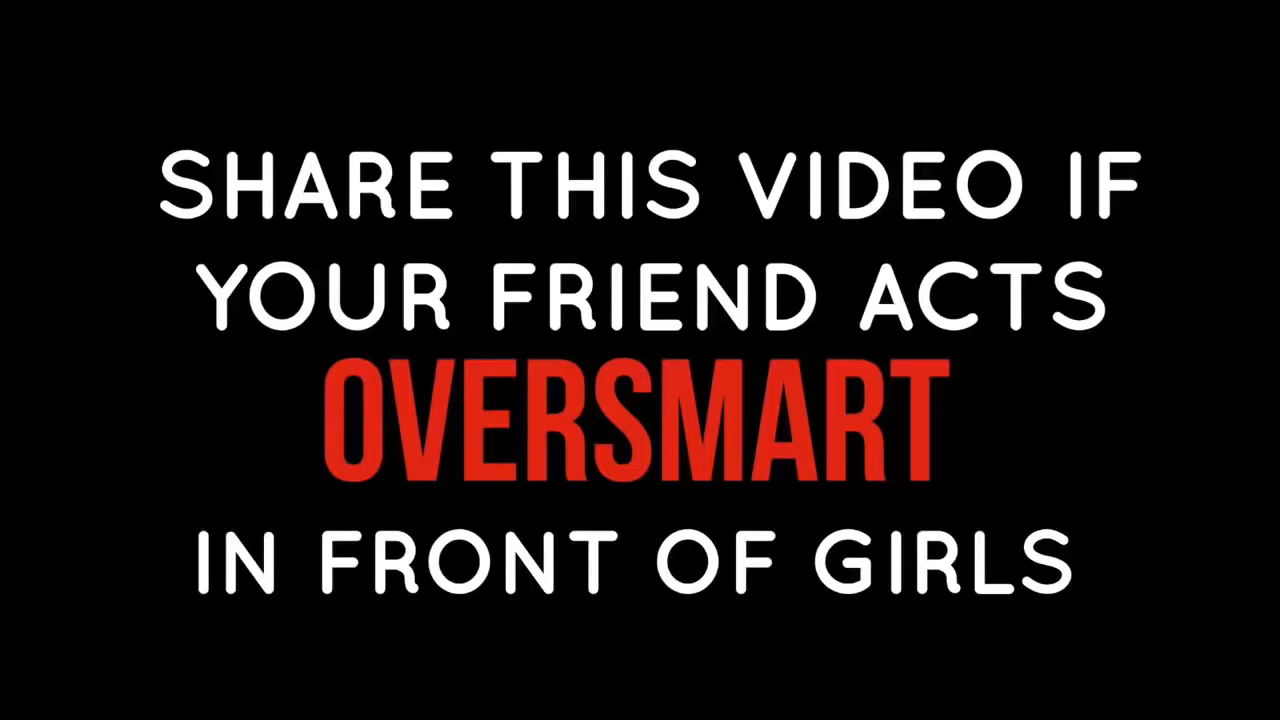 SHARE THIS VIDEO IF
YOUR FRIEND ACTS
OVERSMART
IN FRONT OF GIRLS